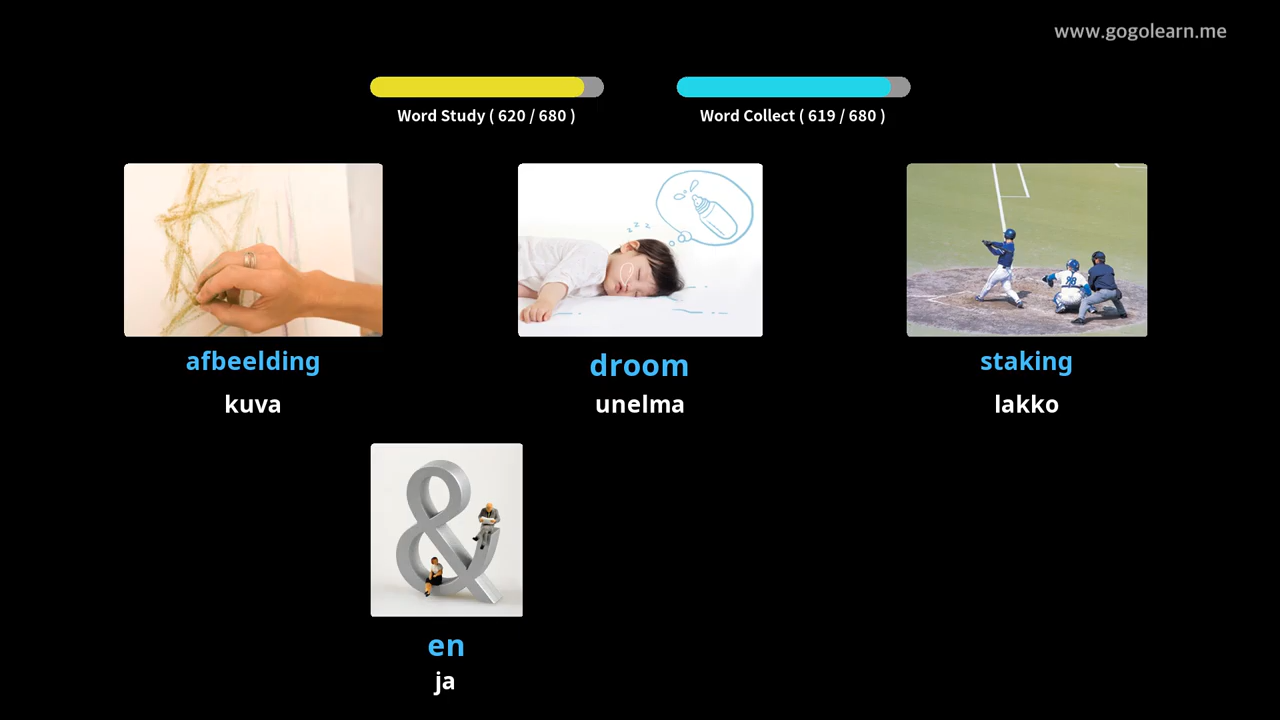 www.gogolearn.me
Word Study ( 620 / 680 )
Word Collect ( 619 / 680 )
afbeelding
kuva
droom
unelma
staking
lakko
en
ja